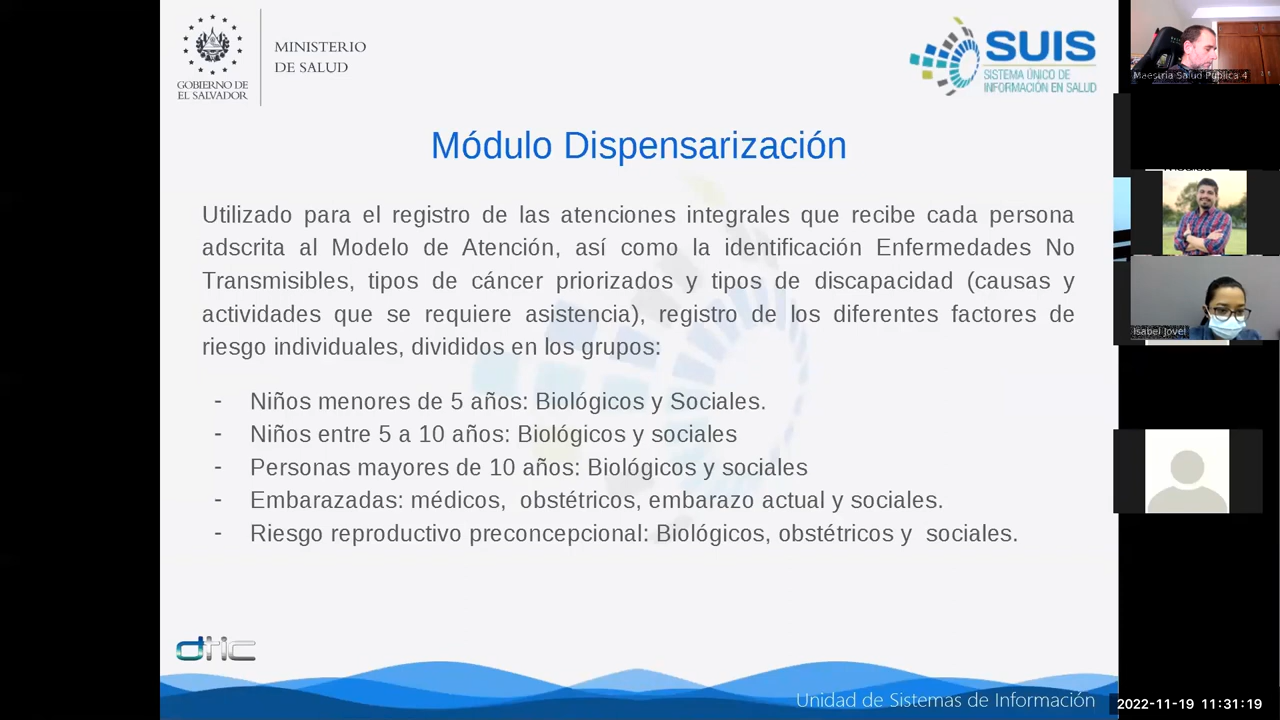 MINISTERIO
DE SALUD
GOBIERNO DE
EL SALVADOR
SUIS
SISTEMA ÚNICO DE
INFORMACIÓN EN SALUD
Módulo Dispensarización
Utilizado para el registro de las atenciones integrales que recibe cada persona
adscrita al Modelo de Atención, así como la identificación Enfermedades No
Transmisibles, tipos de cáncer priorizados y tipos de discapacidad (causas y
actividades que se requiere asistencia), registro de los diferentes factores de
riesgo individuales, divididos en los grupos:
- Niños menores de 5 años: Biológicos y Sociales.
- Niños entre 5 a 10 años: Biológicos y sociales
- Personas mayores de 10 años: Biológicos y sociales
- Embarazadas: médicos, obstétricos, embarazo actual y sociales.
- Riesgo reproductivo preconcepcional: Biológicos, obstétricos y sociales.
dtic
Unidad de Sistemas de Información
Maestria Salud Publica 4
Isabel Jovel
2022-11-19 11:31:19